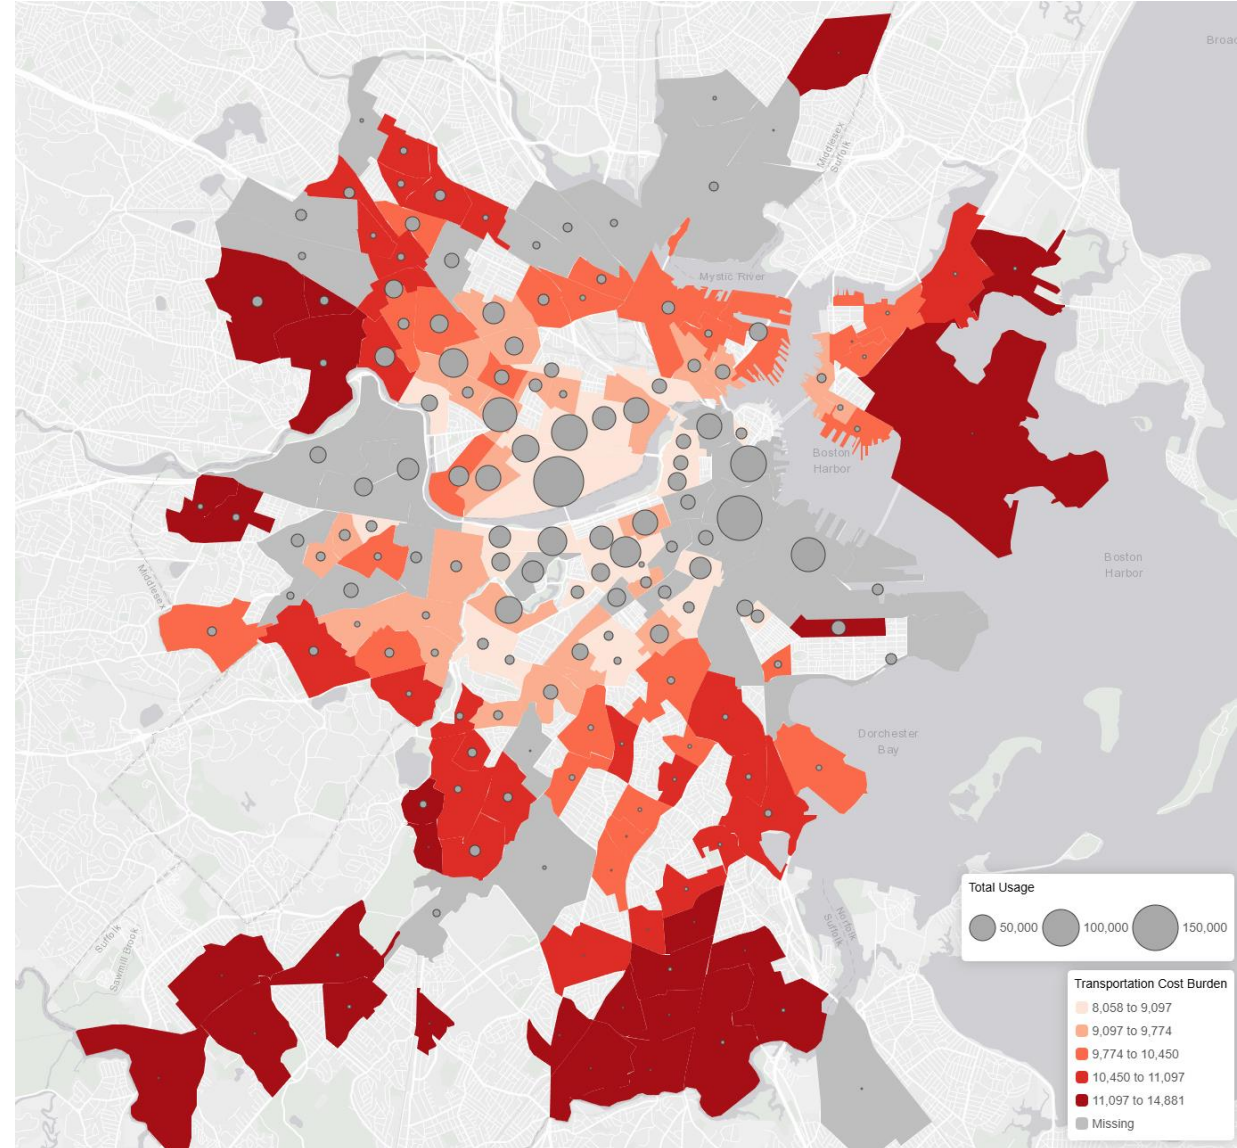 Broad
Middlesex
Suffolk
Mystic River
Boston
Harbor
Boston
Harbor
Middlesex
Dorchester
Bay
Suffolk
Sawmill Brook
Norfolk
Suffolk
Total Usage
50,000
100,000
150,000
Transportation Cost Burden
8,058 to 9,097
9,097 to 9,774
9,774 to 10,450
10,450 to 11,097
11,097 to 14,881
Missing